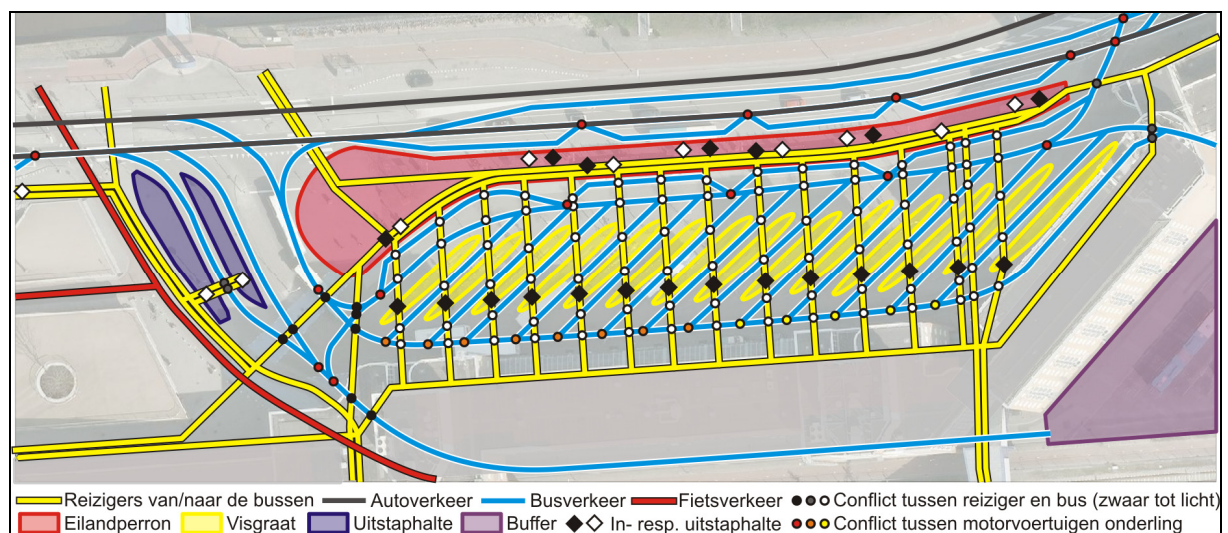 Reizigers van/naar de bussen Autoverkeer Busverkeer Fietsverkeer Conflict tussen reiziger en bus (zwaar tot licht)
Eilandperron Visgraat Uitstaphalte Buffer In- resp. uitstaphalte Conflict tussen motorvoertuigen onderling